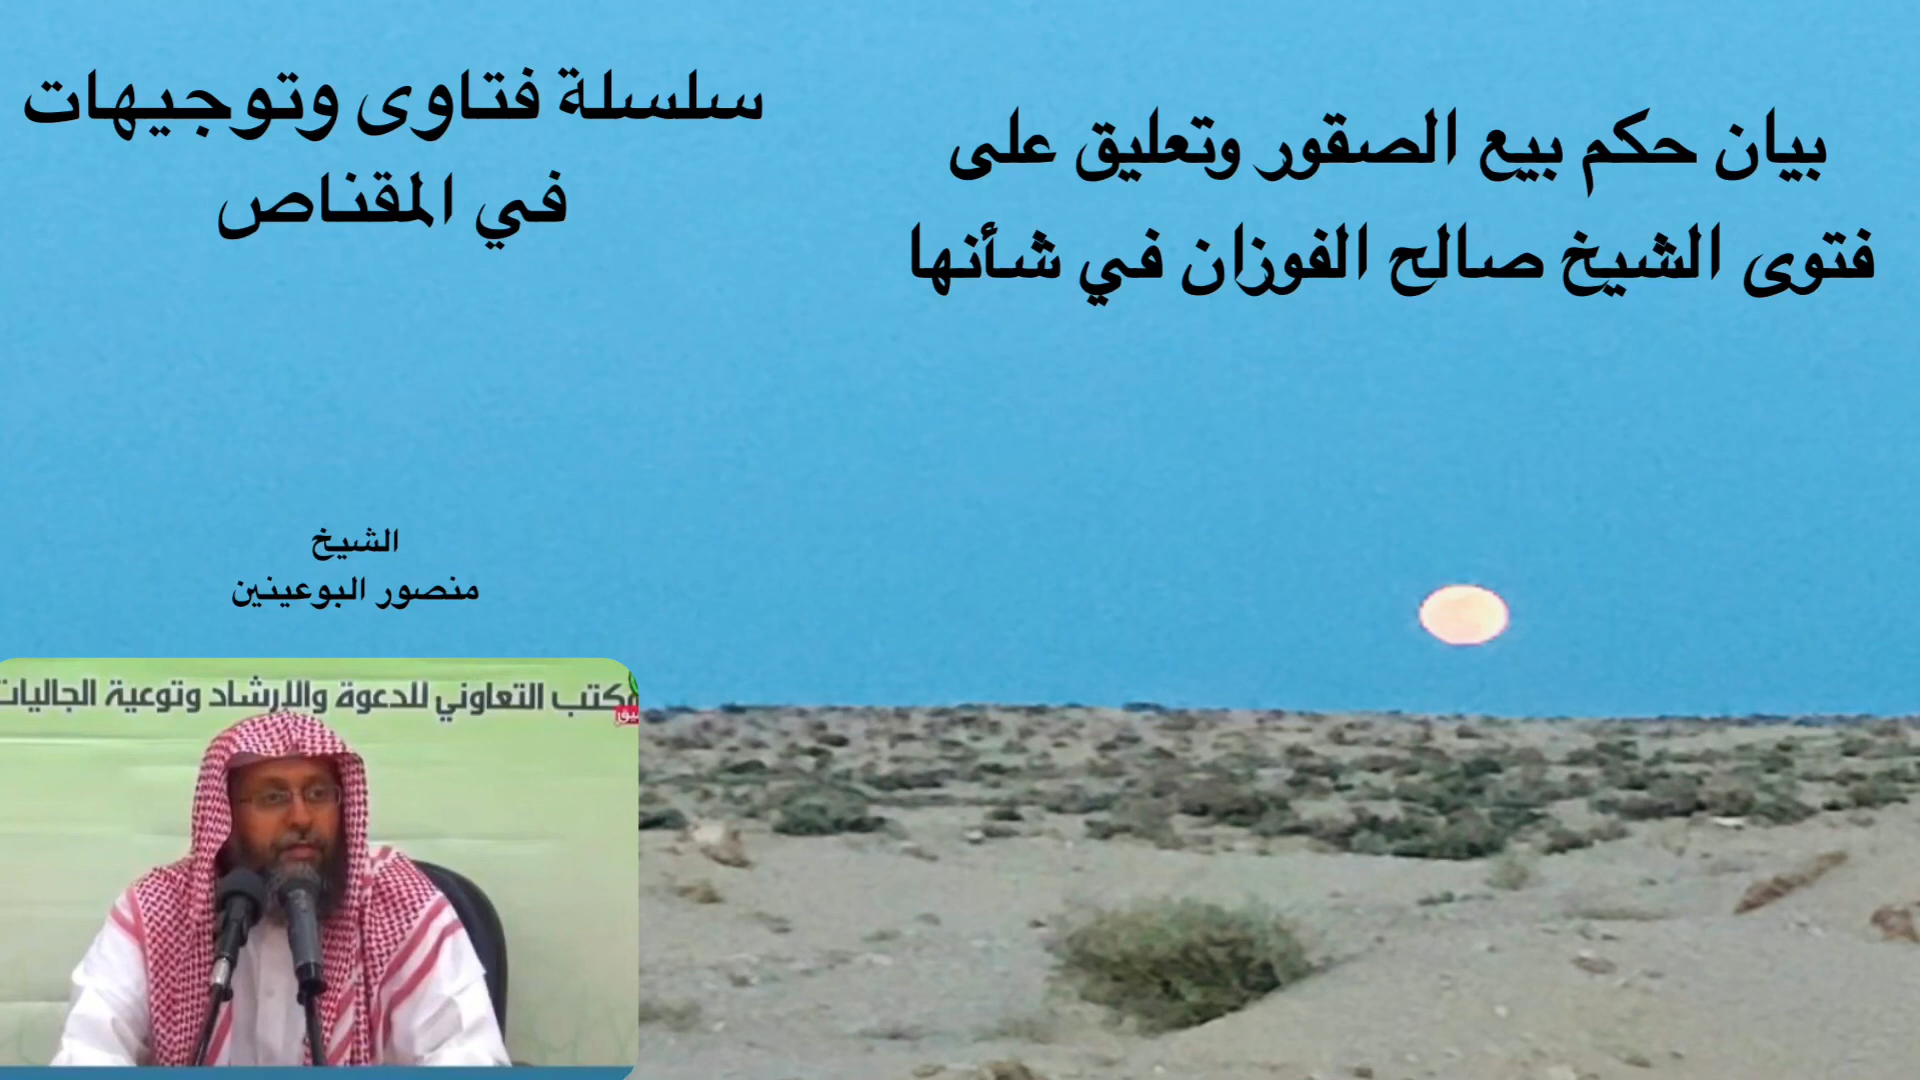 بيان حكم بيع الصقور وتعليق على
فتوى الشيخ صالح الفوزان في شأنها
سلسلة فتاوى وتوجيهات
في المقناص
الشيخ
منصور البوعينين
كتب التعاوني للدعوة والإرشاد وتوعية الجاليات